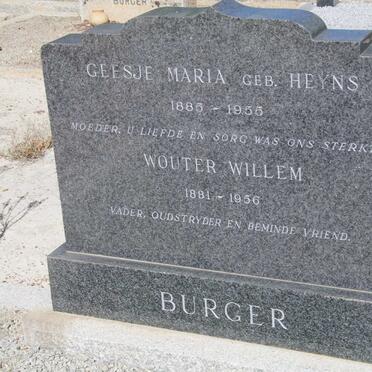 BURGER
GEESJE MARIA GEB. HEYNS
1885 - 1955
MOEDER, U LIEFDE EN SORG WAS ONS STERKTE
WOUTER WILLEM
1881 - 1956
VADER, OUDSTRYDER EN BEMINDE VRIEND.
BURGER